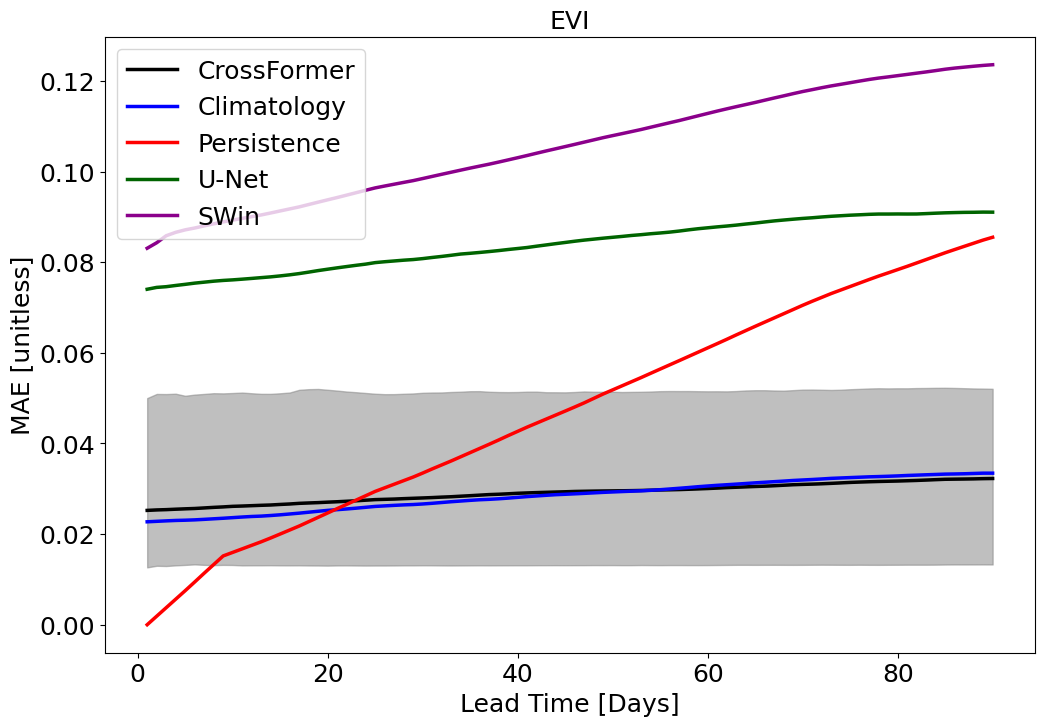 EVI
CrossFormer
Climatology
Persistence
U-Net
SWin
MAE [unitless]
0.12
0.10
0.08
0.06
0.04
0.02
0.00
0 20 40 60 80
Lead Time [Days]